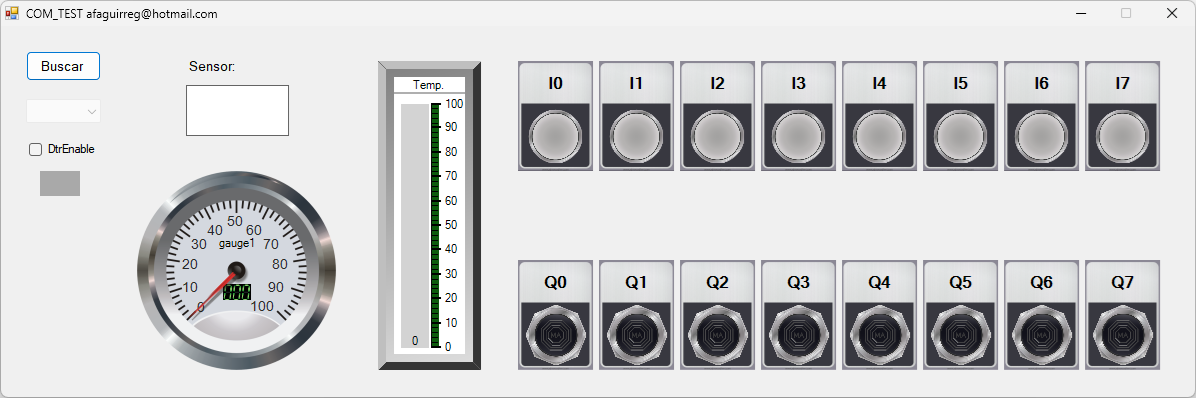 COM_TEST afaguirreg@hotmail.com
Buscar
Sensor:
DtrEnable
50
40 60
30 70
gauge1
20 80
10 90
0 100
Temp.
100
90
80
70
60
50
40
30
20
10
0 0
I0 I1 I2 I3 I4 I5 I6 I7
Q0 Q1 Q2 Q3 Q4 Q5 Q6 Q7